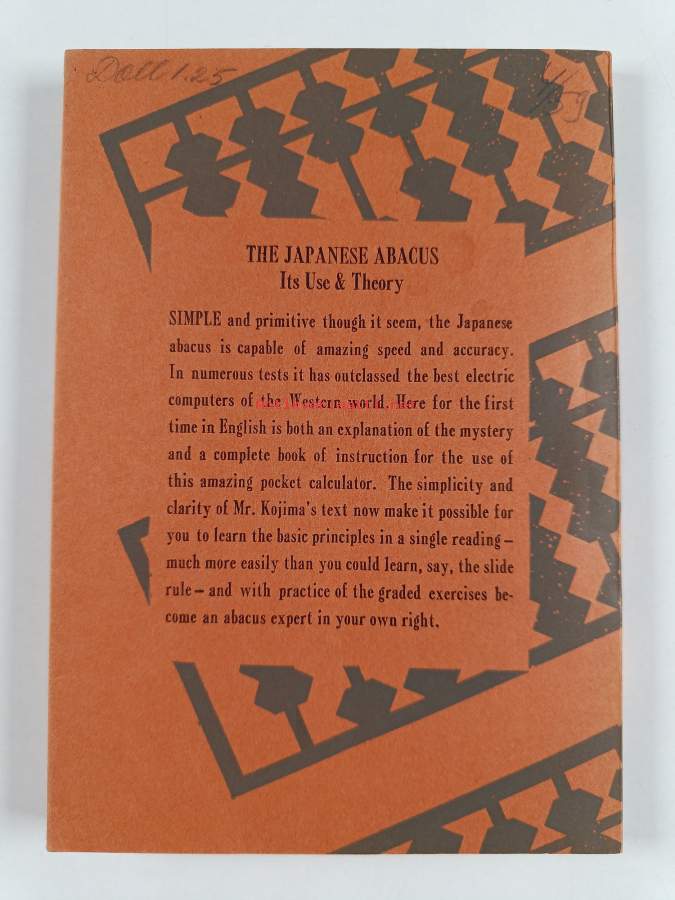 Doll 1.25
THE JAPANESE ABACUS
Its Use & Theory
SIMPLE and primitive though it seem, the Japanese
abacus is capable of amazing speed and accuracy.
In numerous tests it has outclassed the best electric
computers of the Western world. Here for the first
time in English is both an explanation of the mystery
and a complete book of instruction for the use of
this amazing pocket calculator. The simplicity and
clarity of Mr. Kojima's text now make it possible for
you to learn the basic principles in a single reading—
much more easily than you could learn, say, the slide
rule—and with practice of the graded exercises be-
come an abacus expert in your own right.